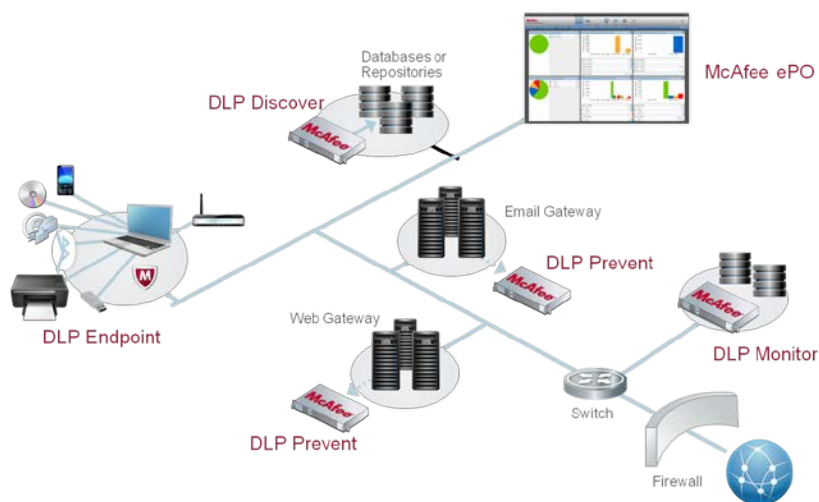 McAfee ePO
Databases or
Repositories
DLP Discover
McAfee
Email Gateway
DLP Prevent
McAfee
McAfee
DLP Endpoint
Web Gateway
DLP Monitor
McAfee
Switch
DLP Prevent
Firewall